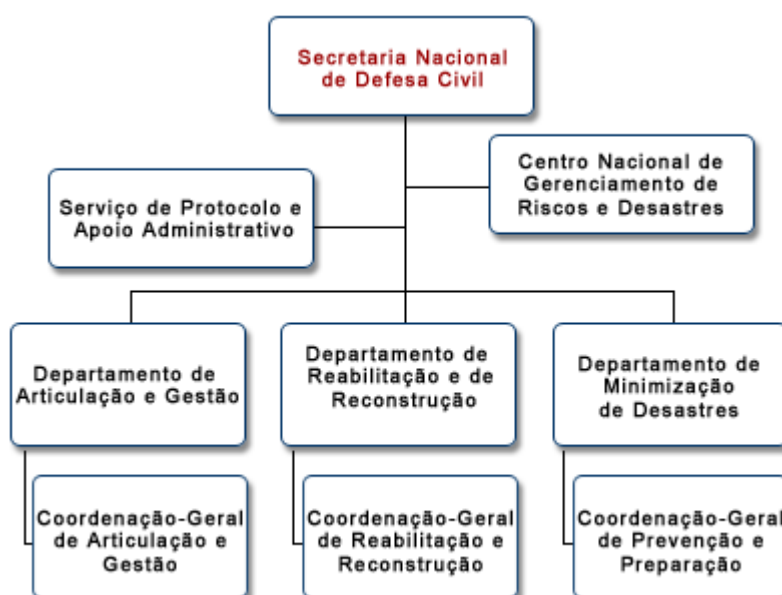 Secretaria Nacional
de Defesa Civil
Centro Nacional de
Gerenciamento de
Riscos e Desastres
Serviço de Protocolo e
Apoio Administrativo
Departamento de
Articulação e Gestão
Departamento de
Reabilitação e de
Reconstrução
Departamento de
Minimização
de Desastres
Coordenação-Geral
de Articulação e
Gestão
Coordenação-Geral
de Reabilitação e
Reconstrução
Coordenação-Geral
de Prevenção e
Preparação